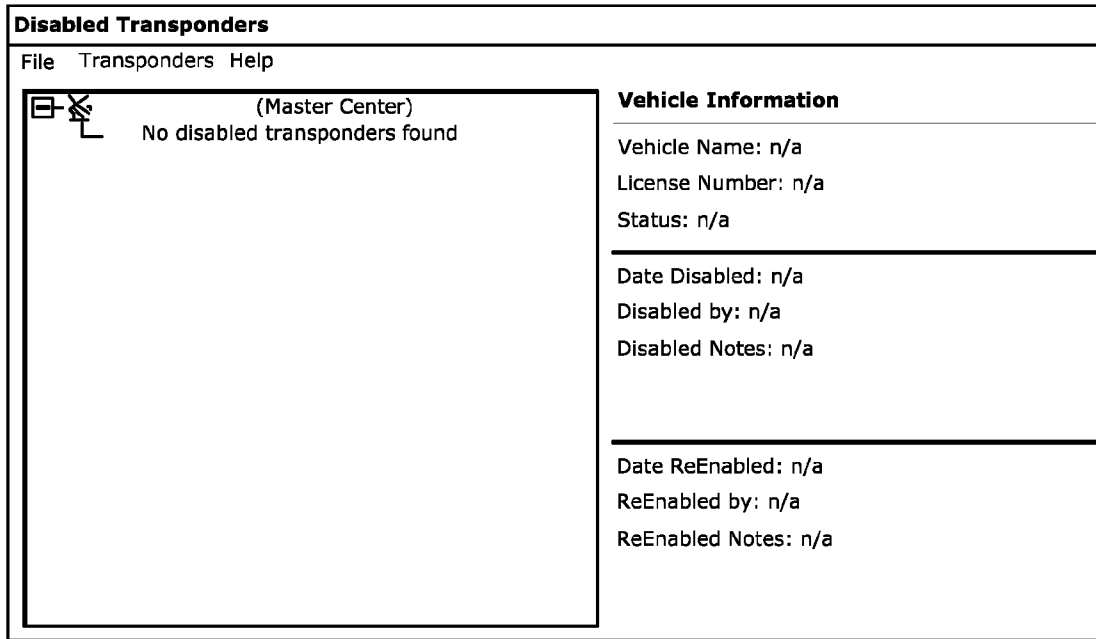 Disabled Transponders
File Transponders Help
(Master Center)
No disabled transponders found
Vehicle Information
Vehicle Name: n/a
License Number: n/a
Status: n/a
Date Disabled: n/a
Disabled by: n/a
Disabled Notes: n/a
Date ReEnabled: n/a
ReEnabled by: n/a
ReEnabled Notes: n/a